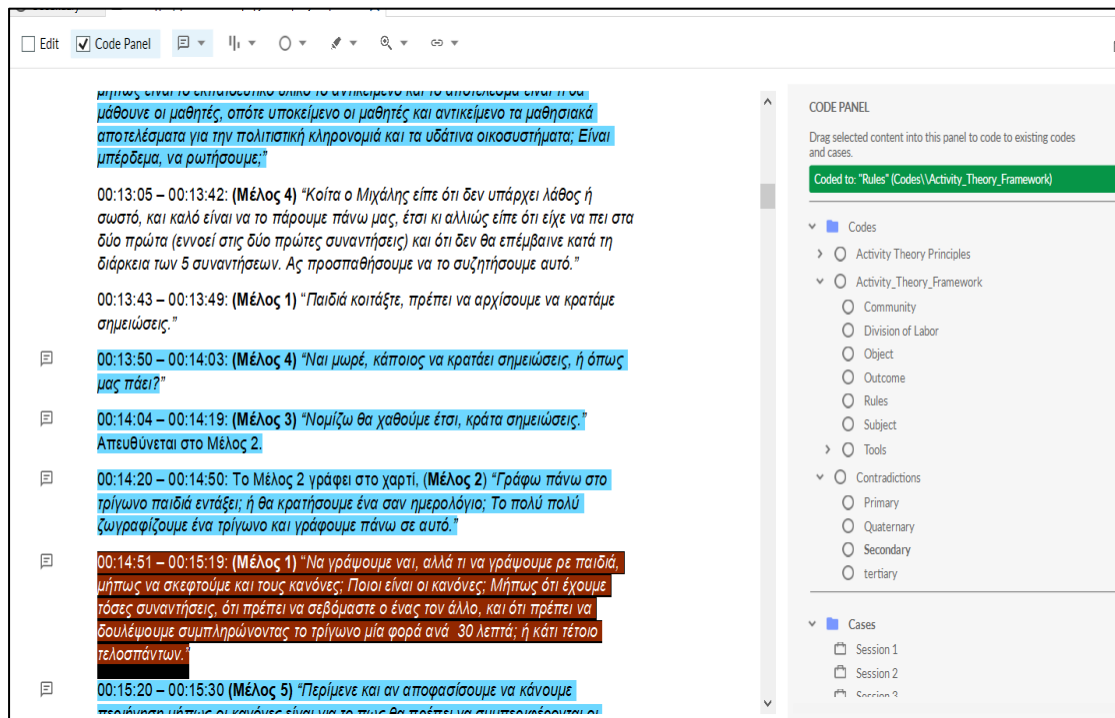 Edit
Code Panel
μήπως είναι το εκπαιδευτικό υλικό το αντικείμενο και το αποτέλεσμα είναι τι θα
μάθουνε οι μαθητές, οπότε υποκείμενο οι μαθητές και αντικείμενο τα μαθησιακά
αποτελέσματα για την πολιτιστική κληρονομιά και τα υδάτινα οικοσυστήματα; Είναι
μπέρδεμα, να ρωτήσουμε;”
00:13:05 – 00:13:42: (Μέλος 4) “Κοίτα ο Μιχάλης είπε ότι δεν υπάρχει λάθος ή
σωστό, και καλό είναι να το πάρουμε πάνω μας, έτσι κι αλλιώς είπε ότι είχε να πει στα
δύο πρώτα (εννοεί στις δύο πρώτες συναντήσεις) και ότι δεν θα επέμβαινε κατά τη
διάρκεια των 5 συναντήσεων. Ας προσπαθήσουμε να το συζητήσουμε αυτό.”
00:13:43 – 00:13:49: (Μέλος 1) “Παιδιά κοιτάξτε, πρέπει να αρχίσουμε να κρατάμε
σημειώσεις.”
00:13:50 – 00:14:03: (Μέλος 4) “Ναι μωρέ, κάποιος να κρατάει σημειώσεις, ή όπως
μας πάει?”
00:14:04 – 00:14:19: (Μέλος 3) “Νομίζω θα χαθούμε έτσι, κράτα σημειώσεις.”
Απευθύνεται στο Μέλος 2.
00:14:20 – 00:14:50: Το Μέλος 2 γράφει στο χαρτί, (Μέλος 2) “Γράφω πάνω στο
τρίγωνο παιδιά εντάξει; ή θα κρατήσουμε ένα σαν ημερολόγιο; Το πολύ πολύ
ζωγραφίζουμε ένα τρίγωνο και γράφουμε πάνω σε αυτό.”
00:14:51 – 00:15:19: (Μέλος 1) “Να γράψουμε ναι, αλλά τι να γράψουμε ρε παιδιά,
μήπως να σκεφτούμε και τους κανόνες; Ποιοι είναι οι κανόνες; Μήπως ότι έχουμε
τόσες συναντήσεις, ότι πρέπει να σεβόμαστε ο ένας τον άλλο, και ότι πρέπει να
δουλέψουμε συμπληρώνοντας το τρίγωνο μία φορά ανά 30 λεπτά; ή κάτι τέτοιο
τελοσπάντων.”
00:15:20 – 00:15:30 (Μέλος 5) “Περίμενε και αν αποφασίσουμε να κάνουμε
περιήγηση μήπως οι κανόνες είναι για το πως θα πρέπει να συμπεριφέρονται οι
CODE PANEL
Drag selected content into this panel to code to existing codes
and cases.
Coded to: "Rules" (Codes\\Activity_Theory_Framework)
Codes
Activity Theory Principles
Activity_Theory_Framework
Community
Division of Labor
Object
Outcome
Rules
Subject
Tools
Contradictions
Primary
Quaternary
Secondary
tertiary
Cases
Session 1
Session 2
Session 3